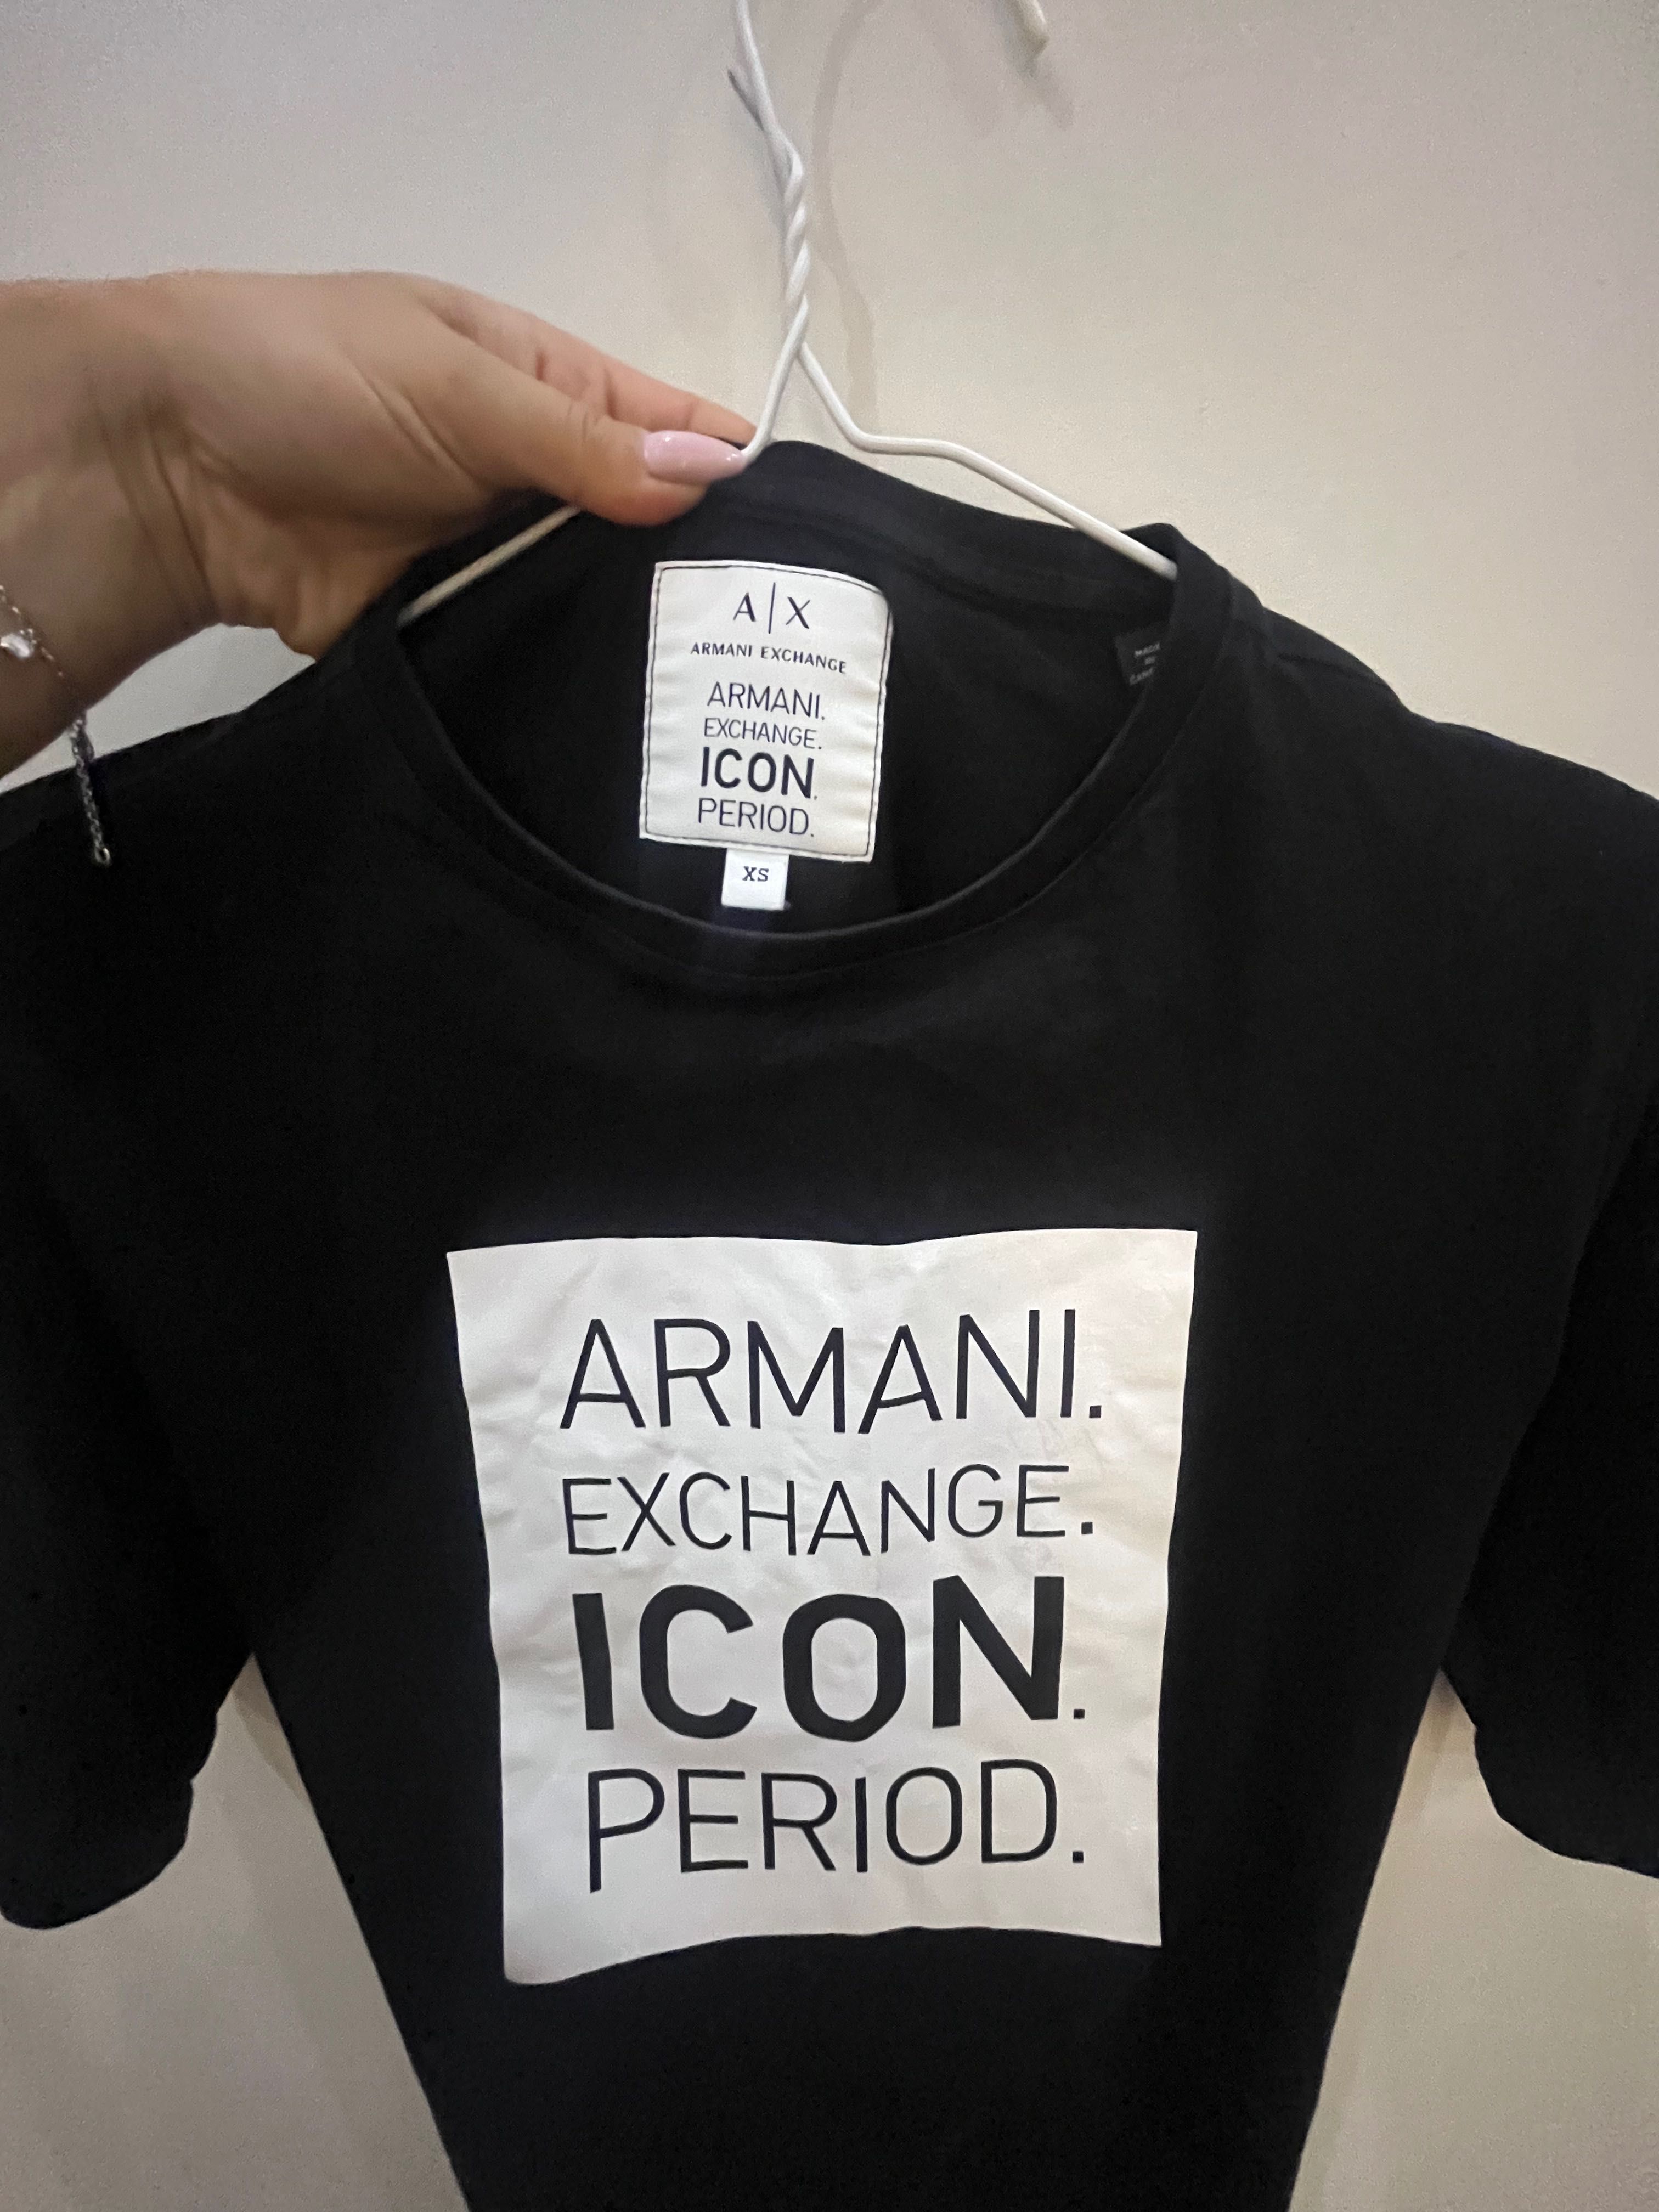 A|X
ARMANI EXCHANGE
ARMANI.
EXCHANGE.
ICON.
PERIOD.
XS
ARMANI.
EXCHANGE.
ICON.
PERIOD.